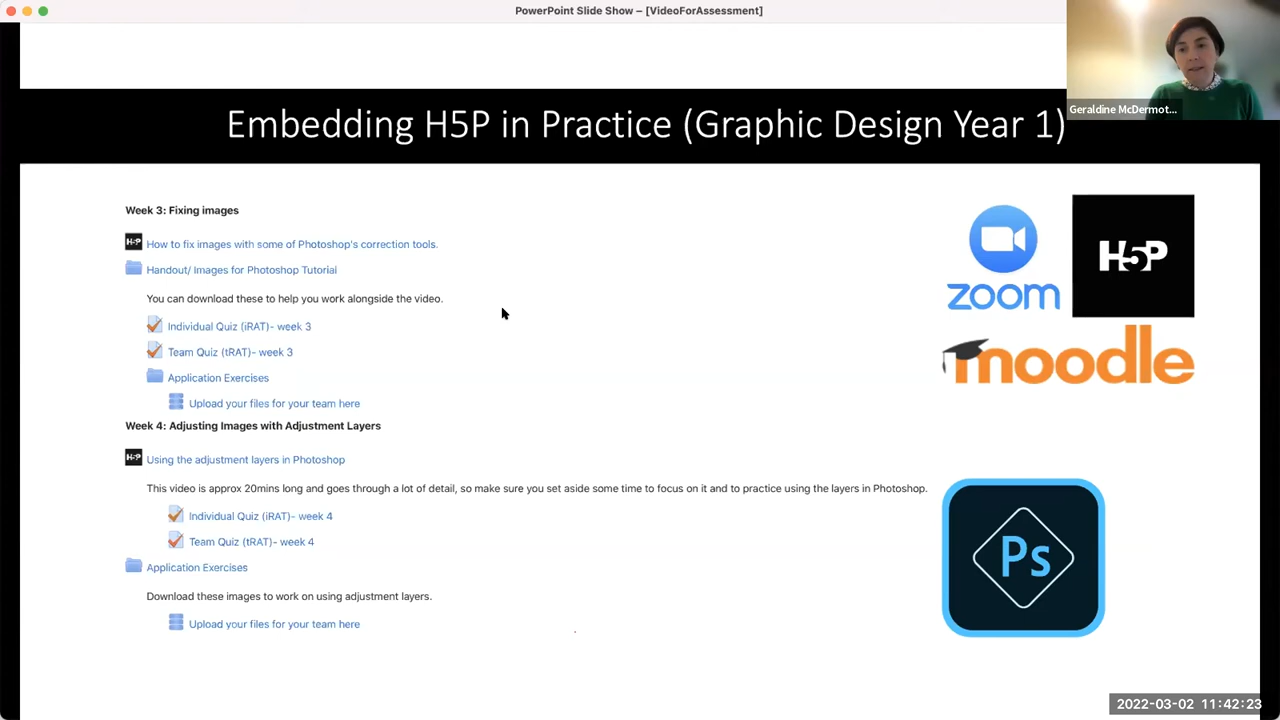 PowerPoint Slide Show – [VideoForAssessment]
Geraldine McDermot...
Embedding H5P in Practice (Graphic Design Year 1)
Week 3: Fixing images
H5P How to fix images with some of Photoshop's correction tools.
Handout/ Images for Photoshop Tutorial
You can download these to help you work alongside the video.
Individual Quiz (iRAT)- week 3
Team Quiz (tRAT)- week 3
Application Exercises
Upload your files for your team here
Week 4: Adjusting Images with Adjustment Layers
H5P Using the adjustment layers in Photoshop
This video is approx 20mins long and goes through a lot of detail, so make sure you set aside some time to focus on it and to practice using the layers in Photoshop.
Individual Quiz (iRAT)- week 4
Team Quiz (tRAT)- week 4
Application Exercises
Download these images to work on using adjustment layers.
Upload your files for your team here
zoom
H5P
moodle
Ps
2022-03-02 11:42:23